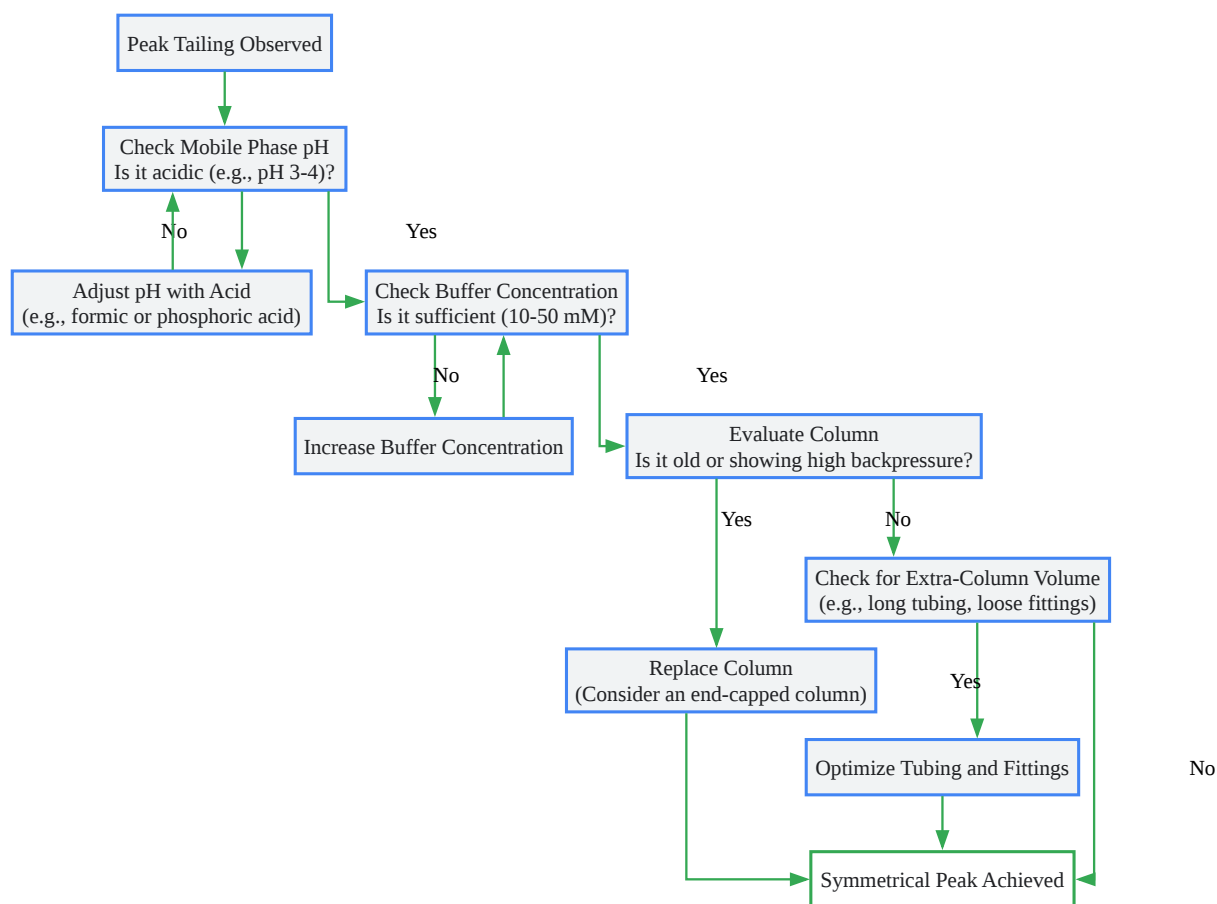 Peak Tailing Observed
Check Mobile Phase pH
Is it acidic (e.g., pH 3-4)?
No
Yes
Adjust pH with Acid
(e.g., formic or phosphoric acid)
Check Buffer Concentration
Is it sufficient (10-50 mM)?
No
Yes
Increase Buffer Concentration
Evaluate Column
Is it old or showing high backpressure?
Yes
No
Check for Extra-Column Volume
(e.g., long tubing, loose fittings)
Replace Column
(Consider an end-capped column)
Yes
Optimize Tubing and Fittings
No
Symmetrical Peak Achieved